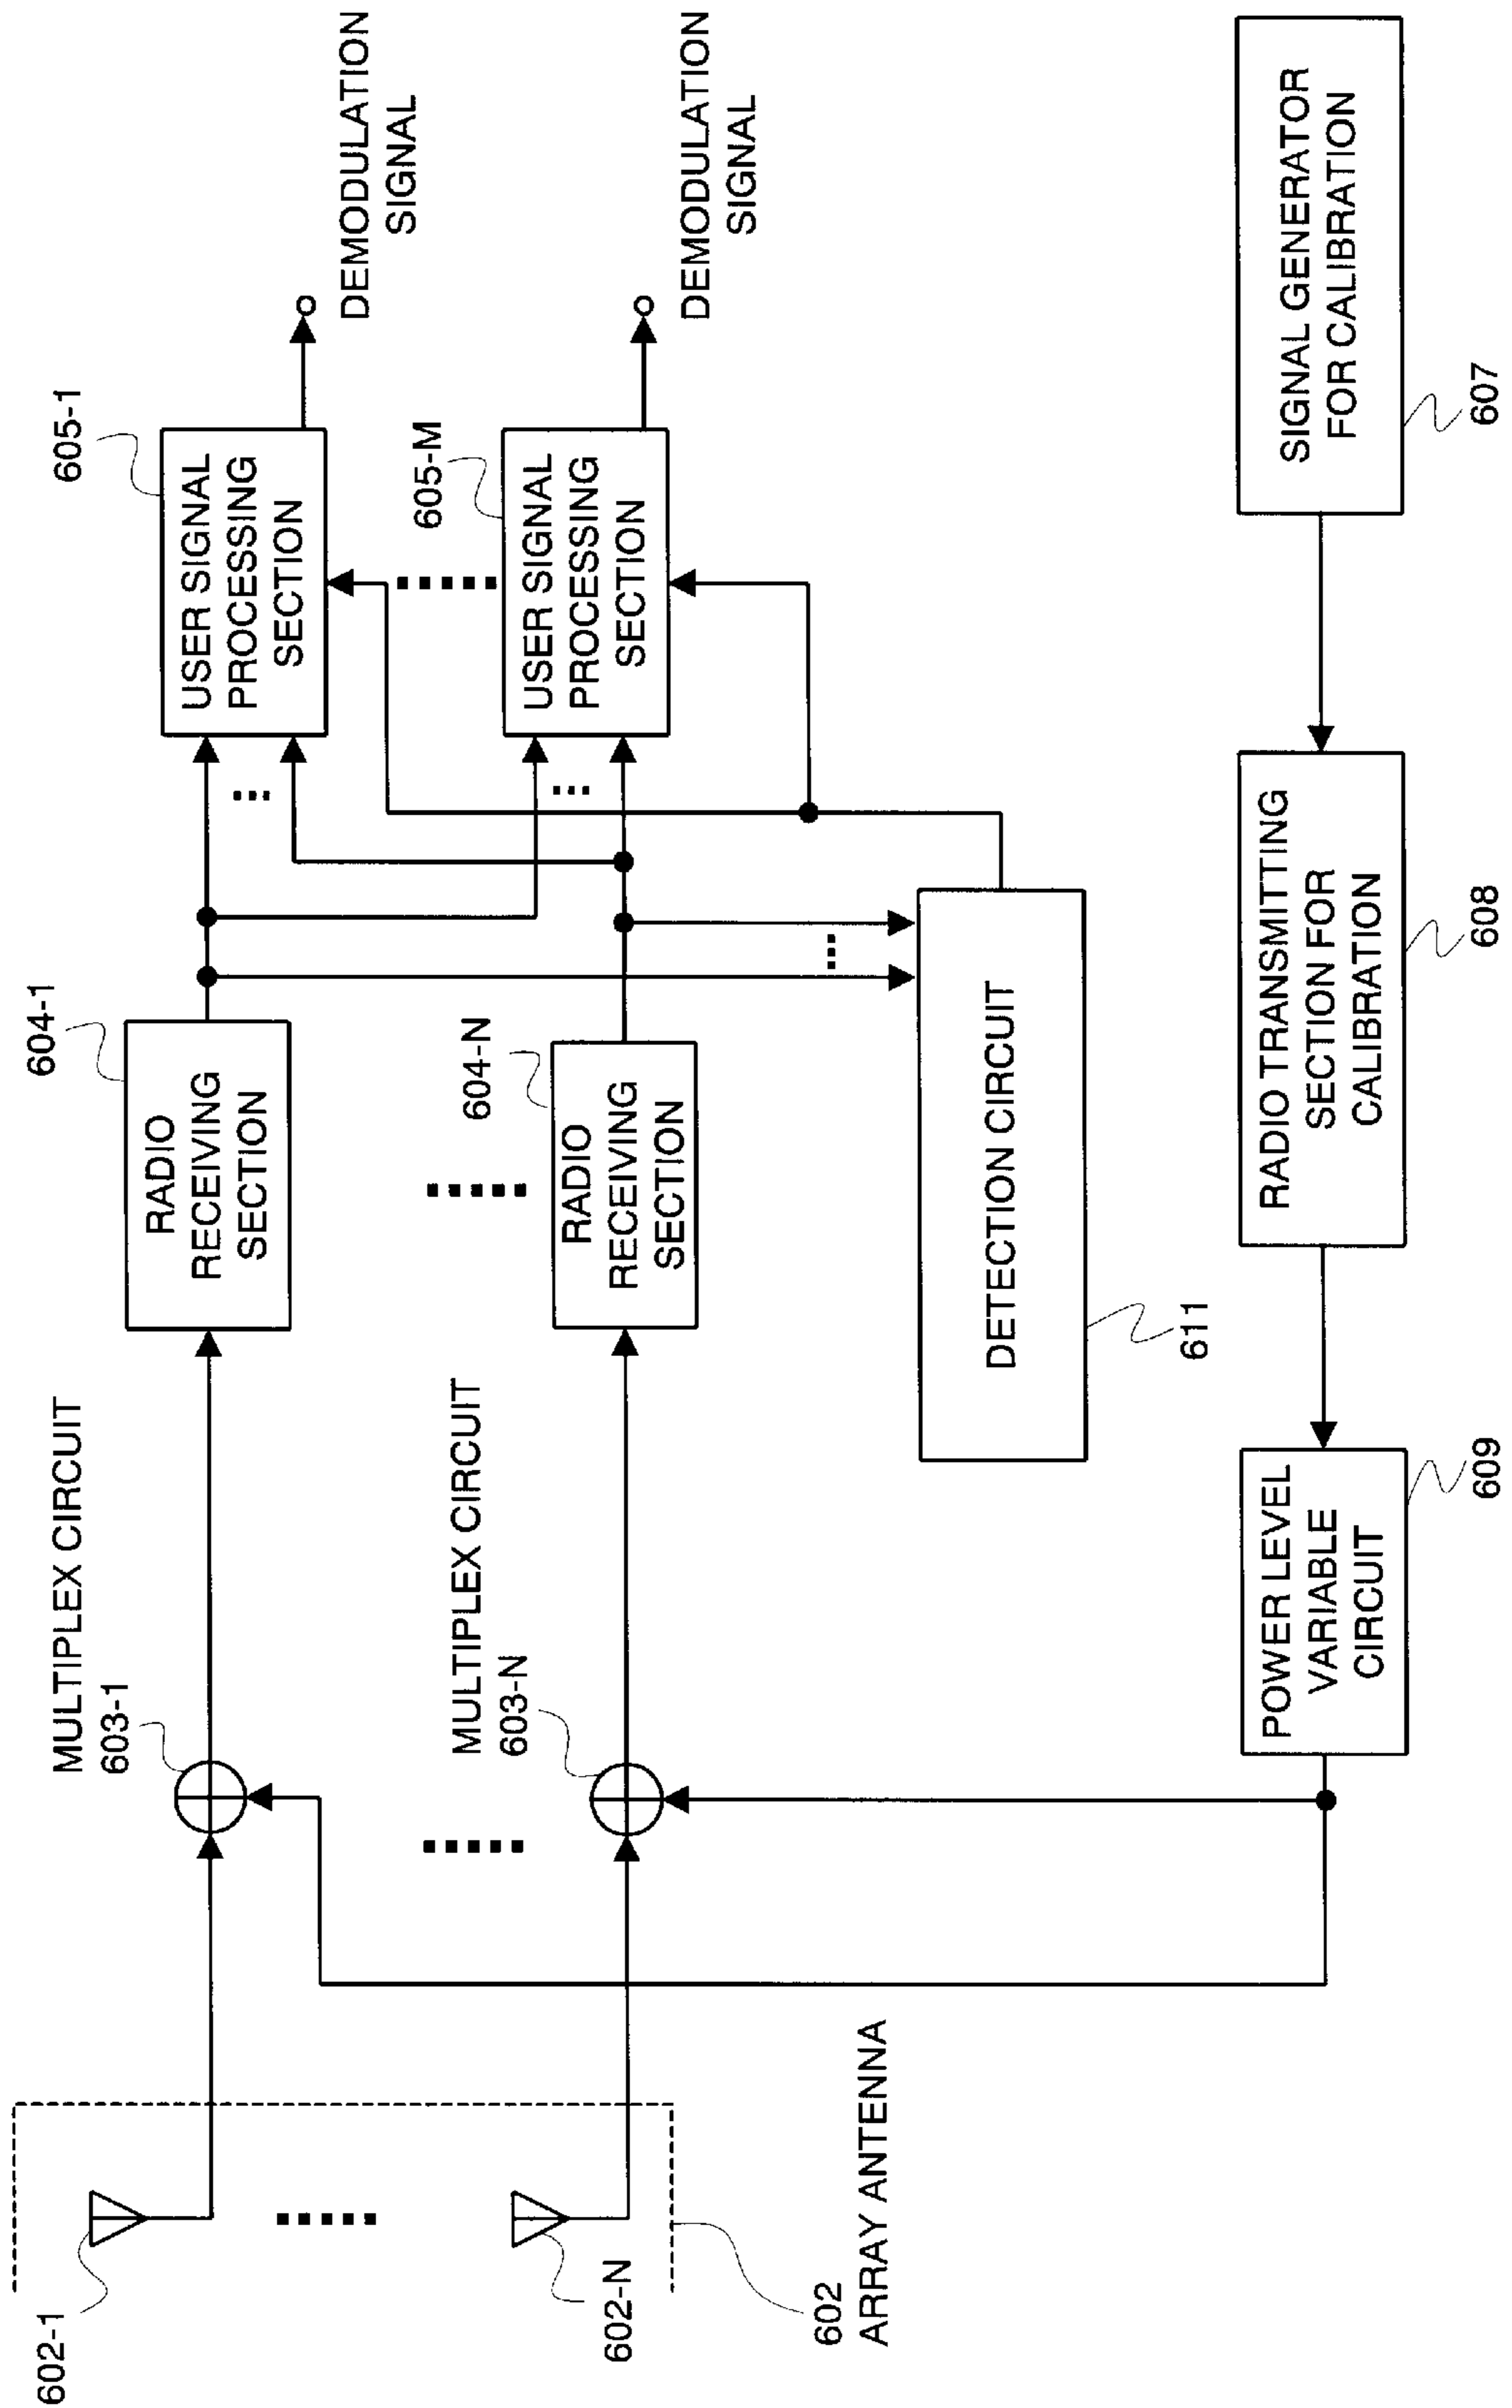 602-1
602-N
602
ARRAY ANTENNA
MULTIPLEX CIRCUIT
603-1
MULTIPLEX CIRCUIT
603-N
604-1
RADIO
RECEIVING
SECTION
604-N
RADIO
RECEIVING
SECTION
605-1
USER SIGNAL
PROCESSING
SECTION
605-M
USER SIGNAL
PROCESSING
SECTION
DEMODULATION
SIGNAL
DEMODULATION
SIGNAL
DETECTION CIRCUIT
611
POWER LEVEL
VARIABLE
CIRCUIT
609
RADIO TRANSMITTING
SECTION FOR
CALIBRATION
608
SIGNAL GENERATOR
FOR CALIBRATION
607